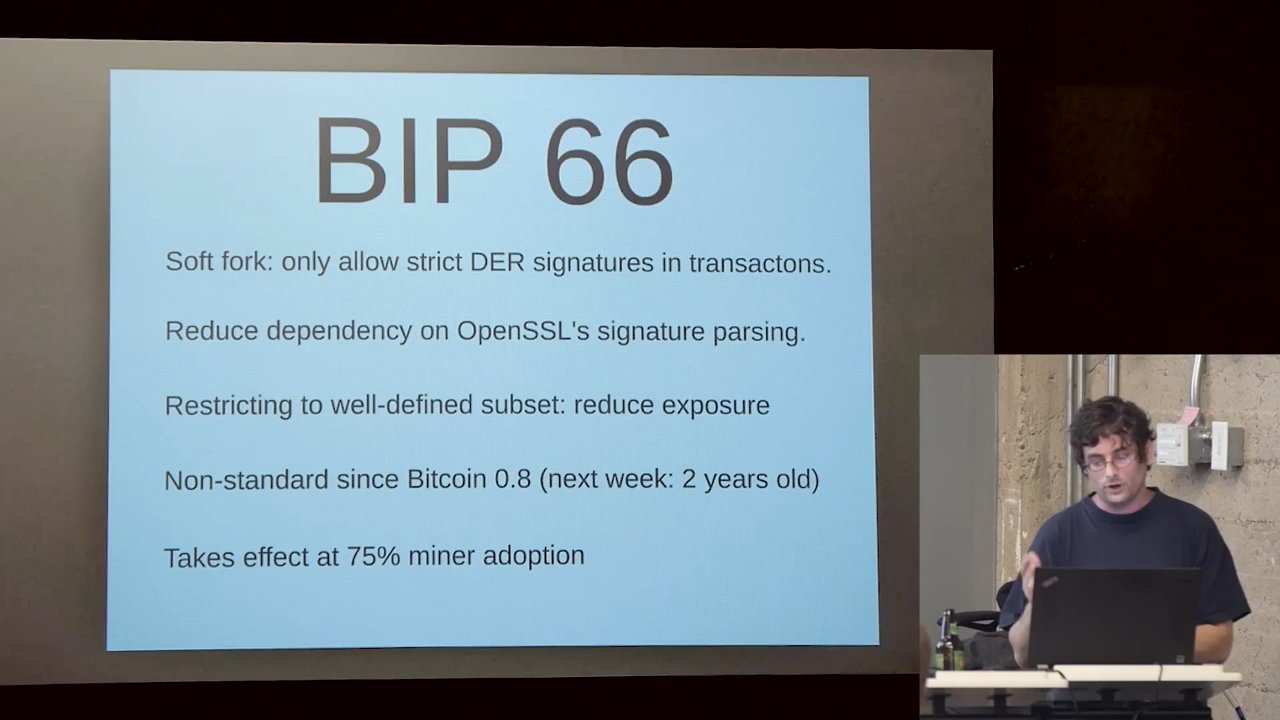 BIP 66
Soft fork: only allow strict DER signatures in transactons.
Reduce dependency on OpenSSL's signature parsing.
Restricting to well-defined subset: reduce exposure
Non-standard since Bitcoin 0.8 (next week: 2 years old)
Takes effect at 75% miner adoption